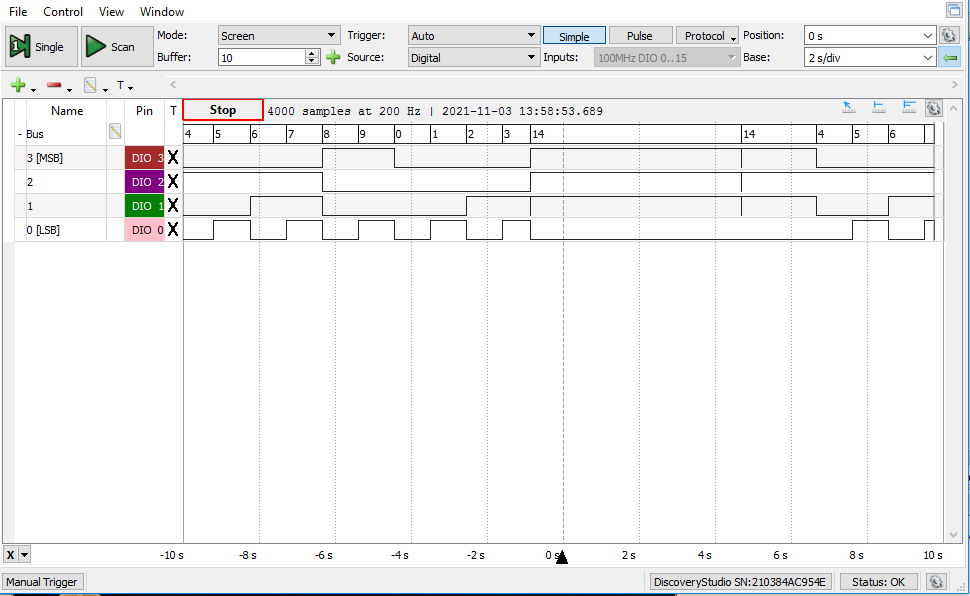 File Control View Window
Single Scan Mode: Screen Trigger: Auto Simple Pulse Protocol Position: 0 s
Buffer: 10 Source: Digital Inputs: 100MHz DIO 0..15 Base: 2 s/div
T
Name Pin T Stop 4000 samples at 200 Hz | 2021-11-03 13:58:53.689
- Bus 4 5 6 7 8 9 0 1 2 3 14 14 4 5 6
3 [MSB] DIO 3 X
2 DIO 2 X
1 DIO 1 X
0 [LSB] DIO 0 X
X -10 s -8 s -6 s -4 s -2 s 0 s 2 s 4 s 6 s 8 s 10 s
Manual Trigger DiscoveryStudio SN:210384AC954E Status: OK